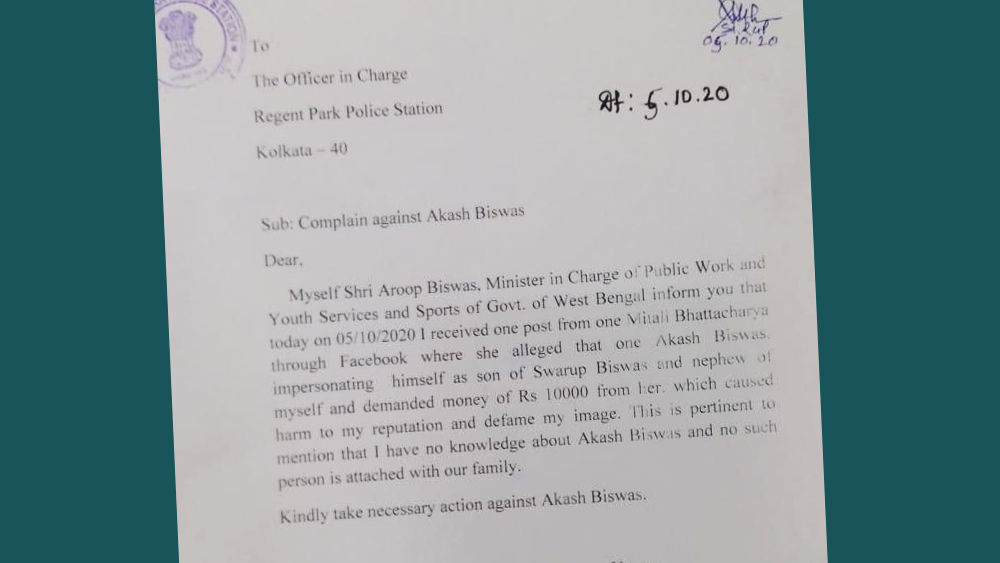 STATION
05.10.20
To
The Officer in Charge
Dt: 5.10.20
Regent Park Police Station
Kolkata – 40
Sub: Complain against Akash Biswas
Dear,
Myself Shri Aroop Biswas, Minister in Charge of Public Work and
Youth Services and Sports of Govt. of West Bengal inform you that
today on 05/10/2020 I received one post from one Mitali Bhattacharya
through Facebook where she alleged that one Akash Biswas,
impersonating himself as son of Swarup Biswas and nephew of
myself and demanded money of Rs 10000 from her. which caused
harm to my reputation and defame my image. This is pertinent to
mention that I have no knowledge about Akash Biswas and no such
person is attached with our family.
Kindly take necessary action against Akash Biswas.